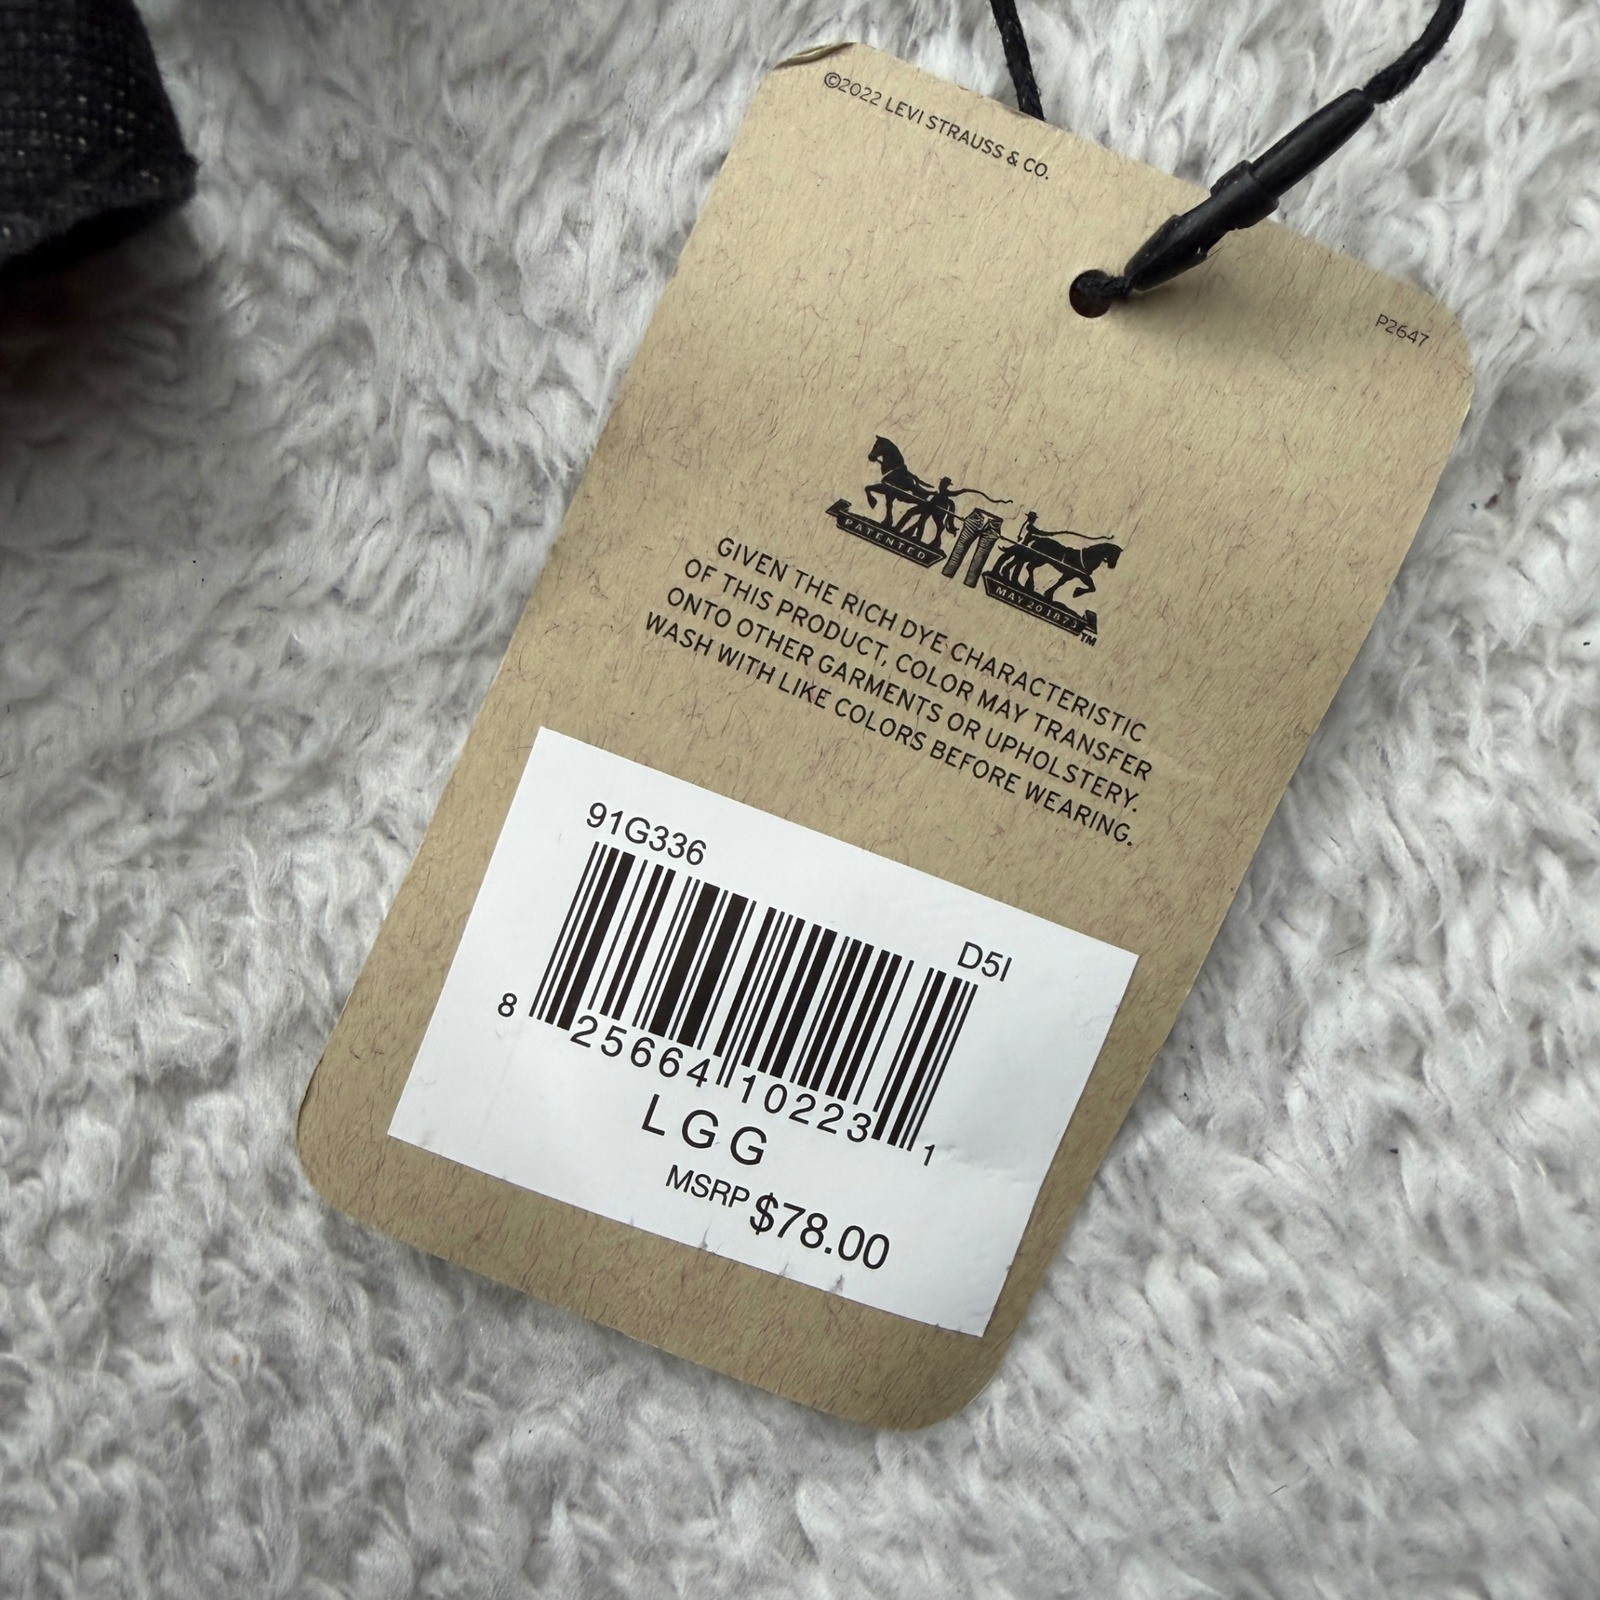 ©2022 LEVI STRAUSS & CO.
P2647
PATENTED
MAY 20 1873
TM
GIVEN THE RICH DYE CHARACTERISTIC
OF THIS PRODUCT, COLOR MAY TRANSFER
ONTO OTHER GARMENTS OR UPHOLSTERY.
WASH WITH LIKE COLORS BEFORE WEARING.
91G336
D5I
8 25664 10223 1
LGG
MSRP $78.00